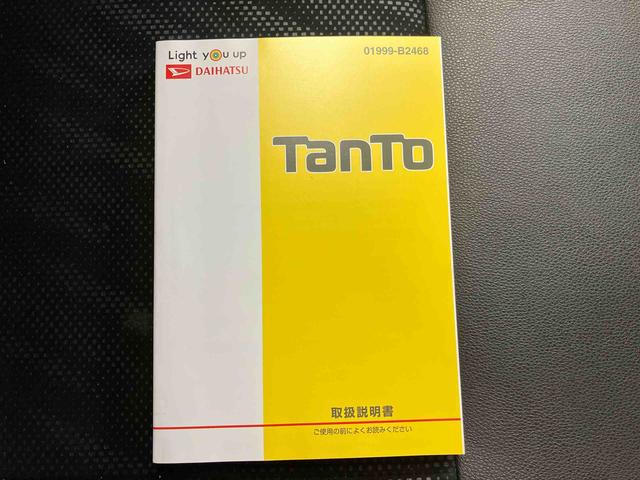 Light you up
DAIHATSU
01999-B2468
TanTo
取扱説明書
ご使用の前によくお読みください